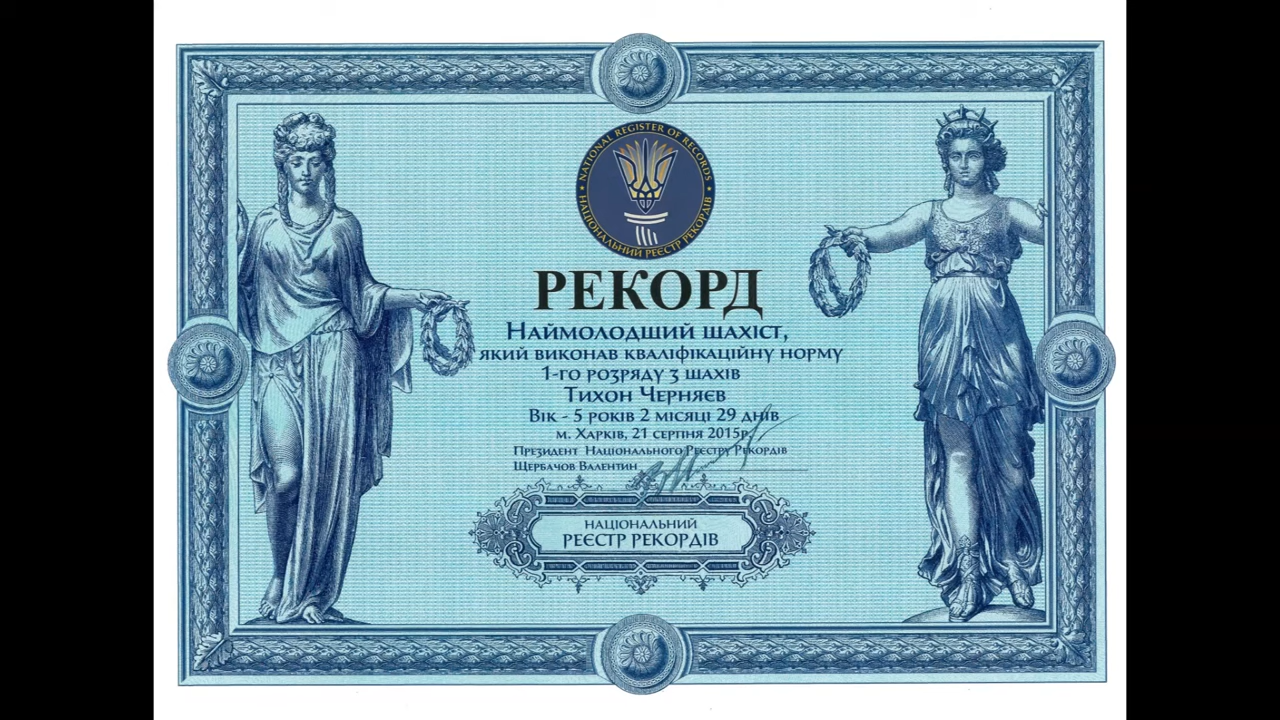 NATIONAL REGISTER OF RECORDS
НАЦІОНАЛЬНИЙ РЕЄСТР РЕКОРДІВ
РЕКОРД
Наймолодший шахіст,
який виконав кваліфікаційну норму
1-го розряду з шахів
Тихон Черняєв
Вік - 5 років 2 місяці 29 днів
м. Харків, 21 серпня 2015р.
Президент Національного Реєстру Рекордів
Щербачов Валентин
НАЦІОНАЛЬНИЙ
РЕЄСТР РЕКОРДІВ